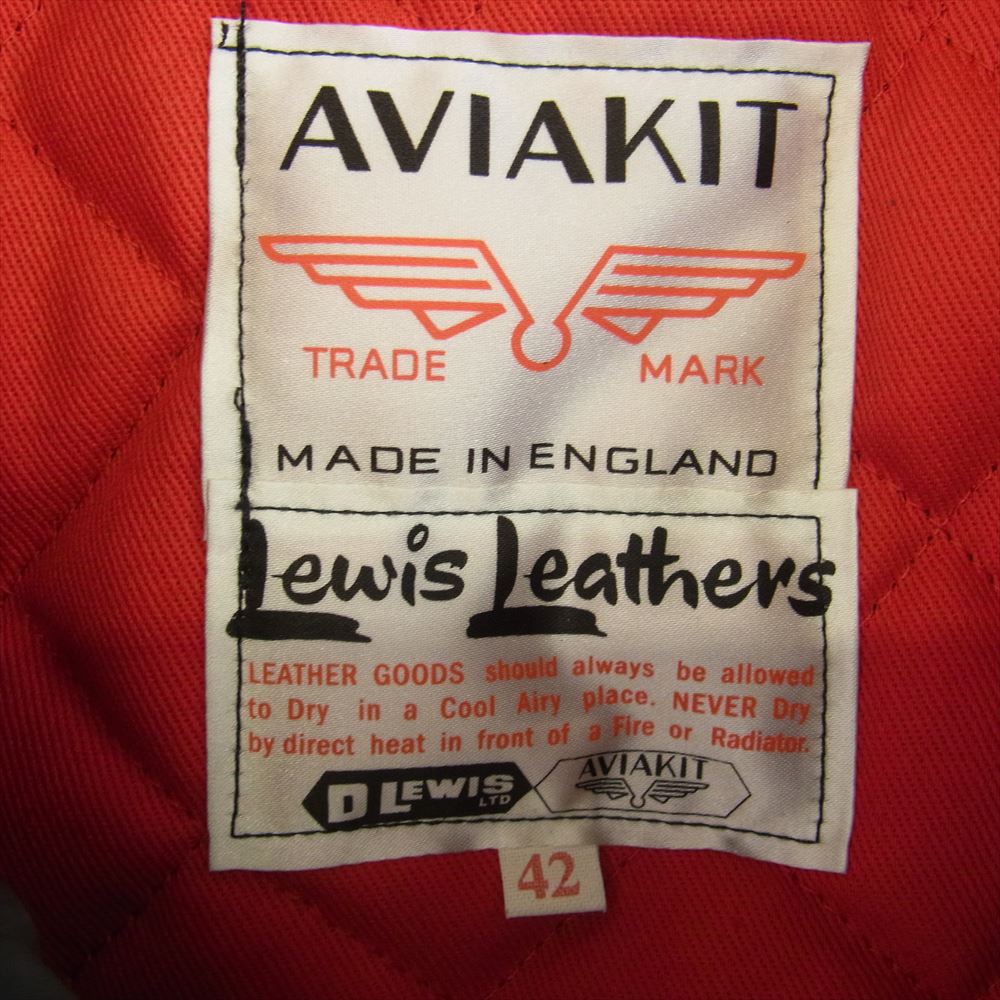 AVIAKIT
TRADE MARK
MADE IN ENGLAND
Lewis Leathers
LEATHER GOODS should always be allowed
to Dry in a Cool Airy place. NEVER Dry
by direct heat in front of a Fire or Radiator.
D LEWIS LTD AVIAKIT
42